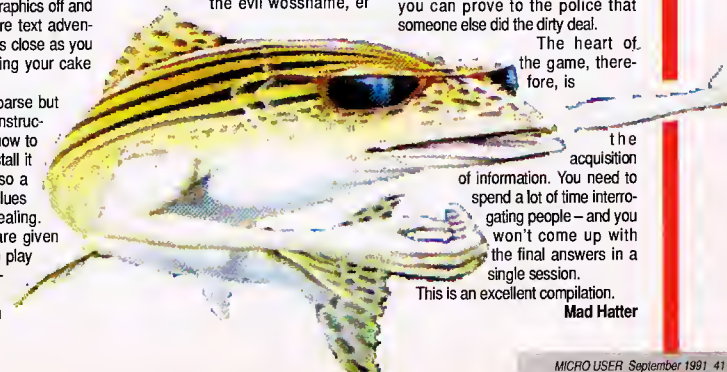 raphics off and
re text adven-
s close as you
ing your cake
parse but
nstruc-
ow to
stall it
so a
lues
ealing.
are given
play
the evil wossname, er
you can prove to the police that
someone else did the dirty deal.
The heart of
the game, there-
fore, is
the
acquisition
of information. You need to
spend a lot of time interro-
gating people – and you
won't come up with
the final answers in a
single session.
This is an excellent compilation.
Mad Hatter
MICRO USER September 1991 41